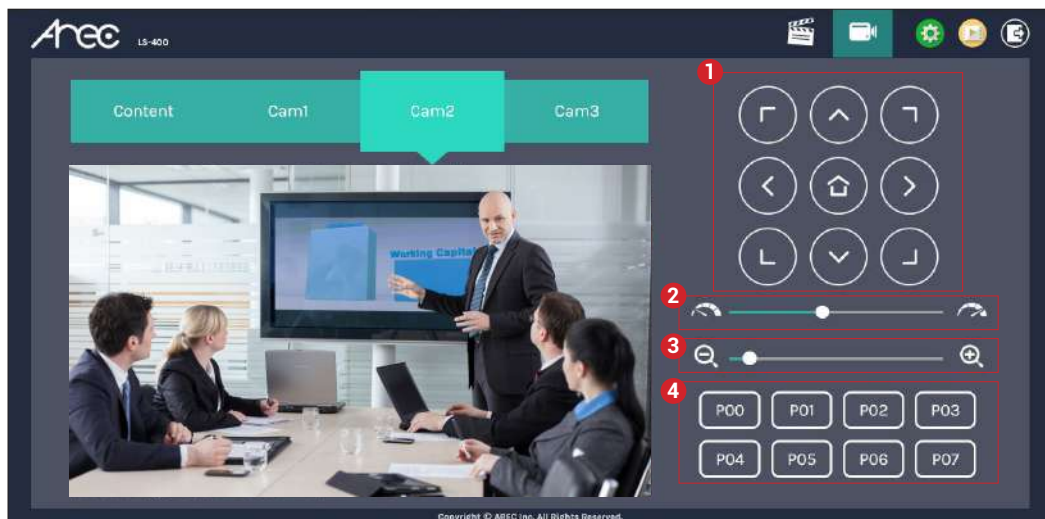 Arec LS-400
1
Content Cam1 Cam2 Cam3
Working Capital
2
3
4
P00 P01 P02 P03
P04 P05 P06 P07
Copyright © AREC Inc. All Rights Reserved.